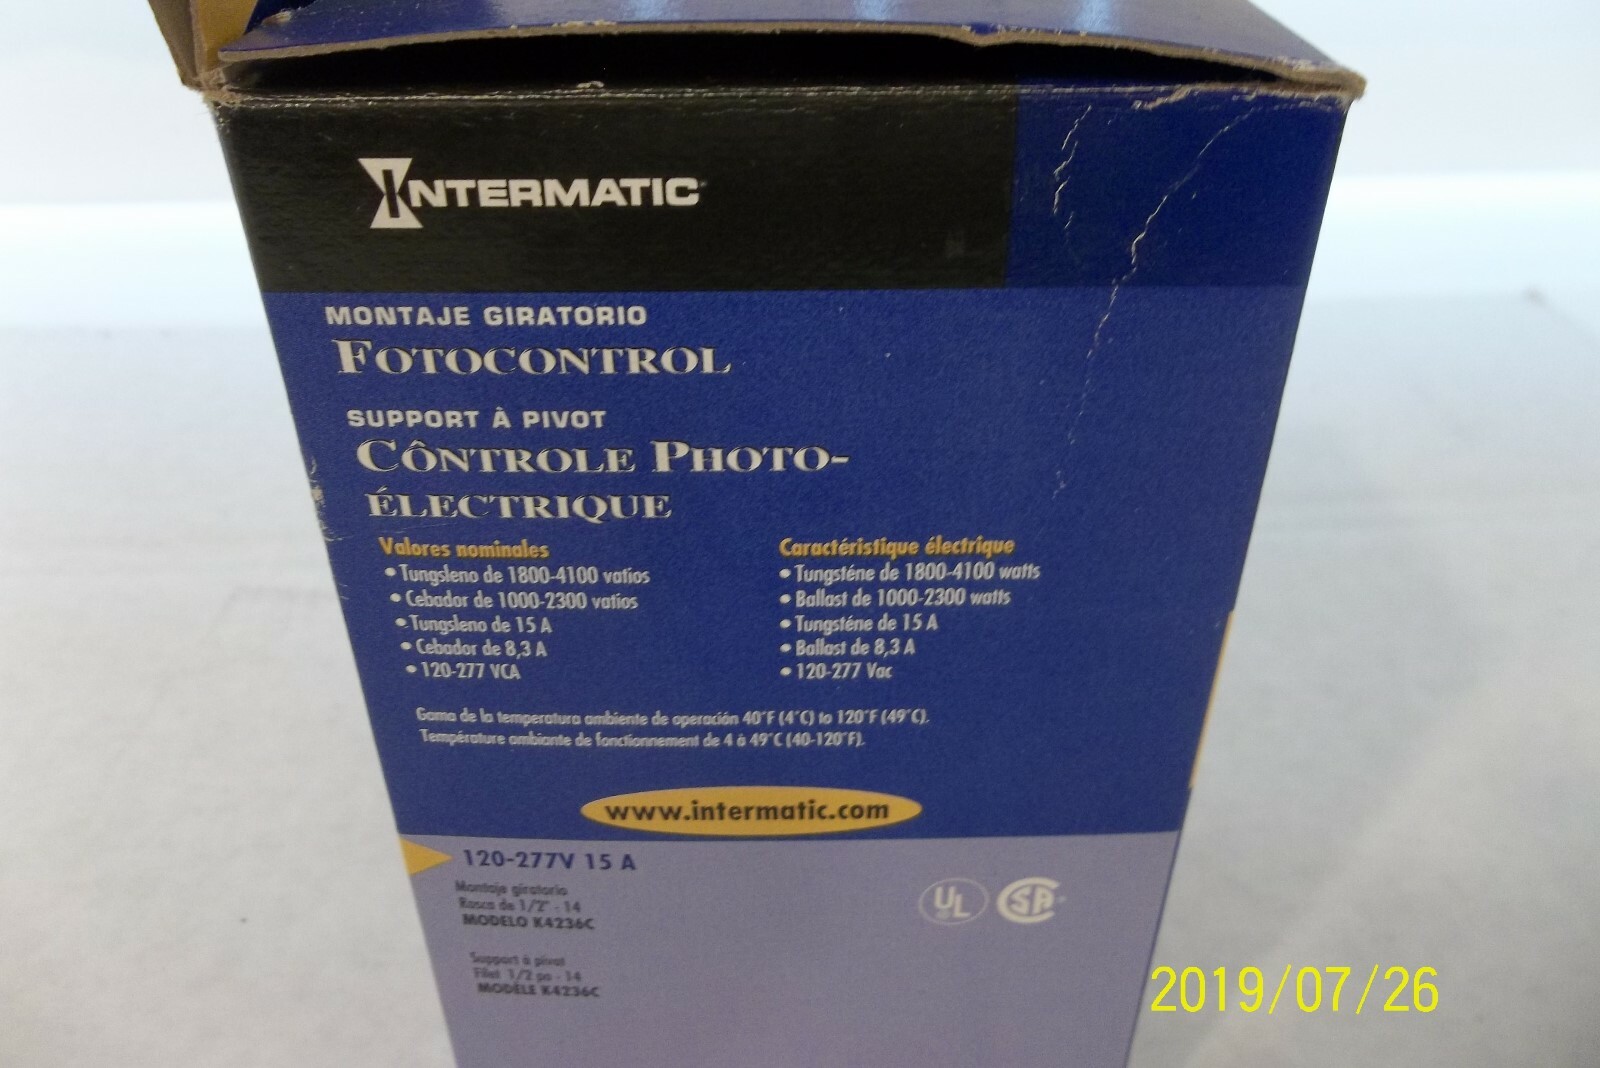 INTERMATIC
MONTAJE GIRATORIO
FOTOCONTROL
SUPPORT À PIVOT
CÔNTROLE PHOTO-
ÉLECTRIQUE
Valores nominales
• Tungsleno de 1800-4100 vatios
• Cebador de 1000-2300 vatios
• Tungsleno de 15 A
• Cebador de 8,3 A
• 120-277 VCA
Caractéristique électrique
• Tungsténe de 1800-4100 watts
• Ballast de 1000-2300 watts
• Tungsténe de 15 A
• Ballast de 8,3 A
• 120-277 Vac
Gama de la temperatura ambiente de operación 40°F (4°C) to 120°F (49°C).
Température ambiante de fonctionnement de 4 à 49°C (40-120°F).
www.intermatic.com
120-277V 15 A
Montaje giratorio
Rosca de 1/2" - 14
MODELO K4236C
Support à pivot
Filet 1/2 po - 14
MODÈLE K4236C
UL
SA
2019/07/26